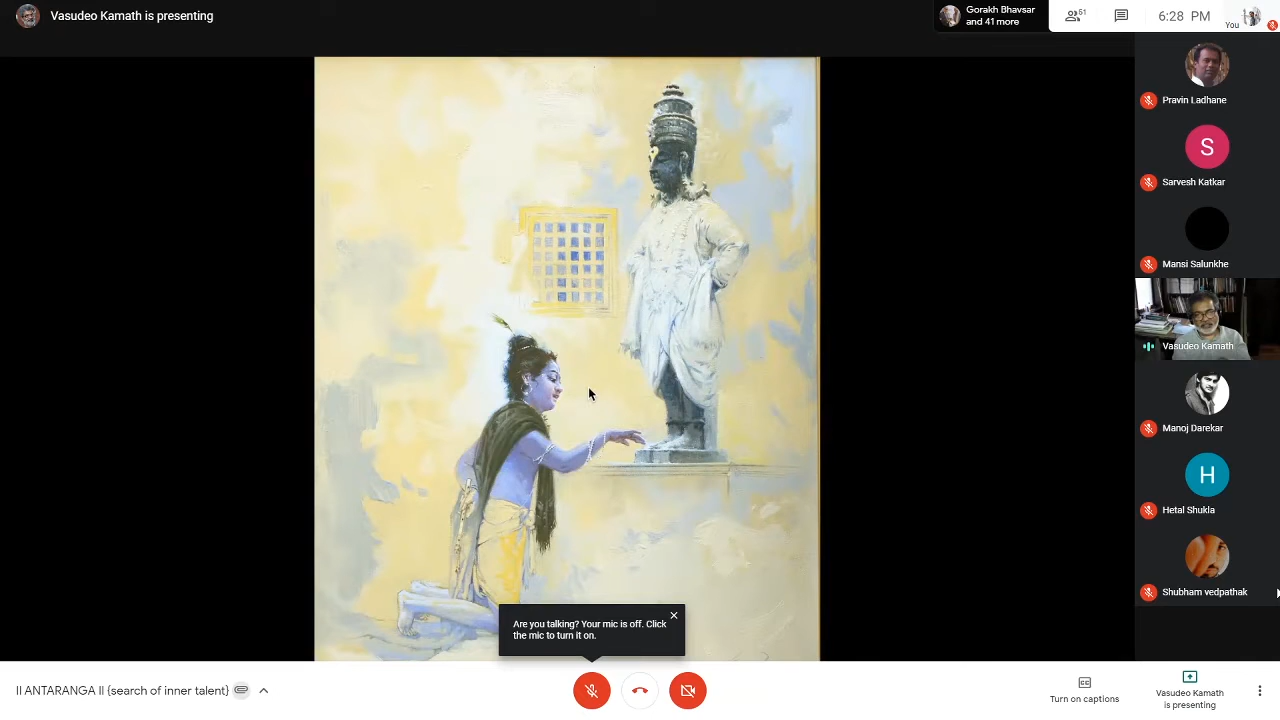 Vasudeo Kamath is presenting
Gorakh Bhavsar
and 41 more
51
6:28 PM
You
Pravin Ladhane
S
Sarvesh Katkar
Mansi Salunkhe
Vasudeo Kamath
Manoj Darekar
H
Hetal Shukla
Shubham vedpathak
Are you talking? Your mic is off. Click
the mic to turn it on.
II ANTARANGA II {search of inner talent}
CC
Turn on captions
Vasudeo Kamath
is presenting